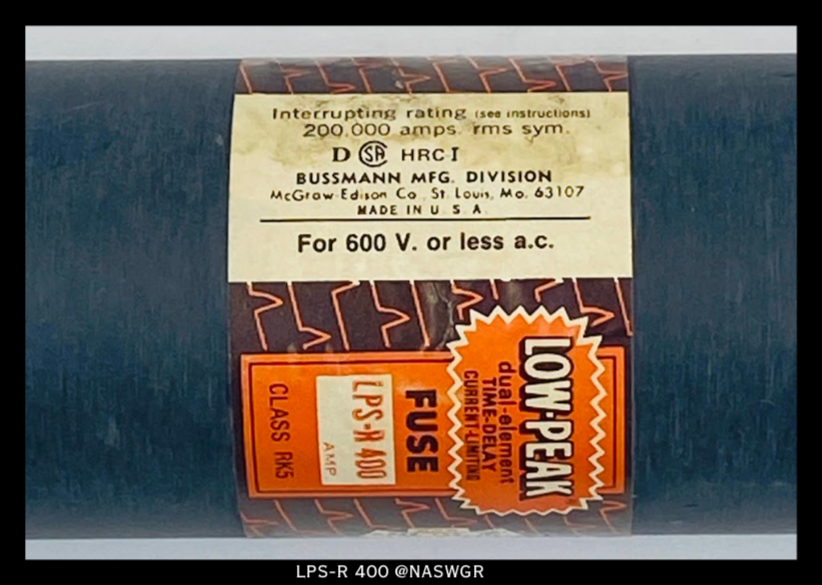 Interrupting rating (see instructions)
200,000 amps. rms sym.
D SA HRC I
BUSSMANN MFG. DIVISION
McGraw-Edison Co., St. Louis, Mo. 63107
MADE IN U.S.A.
For 600 V. or less a.c.
LOW-PEAK
dual-element
TIME-DELAY
CURRENT-LIMITING
FUSE
LPS-R 400
AMP.
CLASS RK5
LPS-R 400 @NASWGR